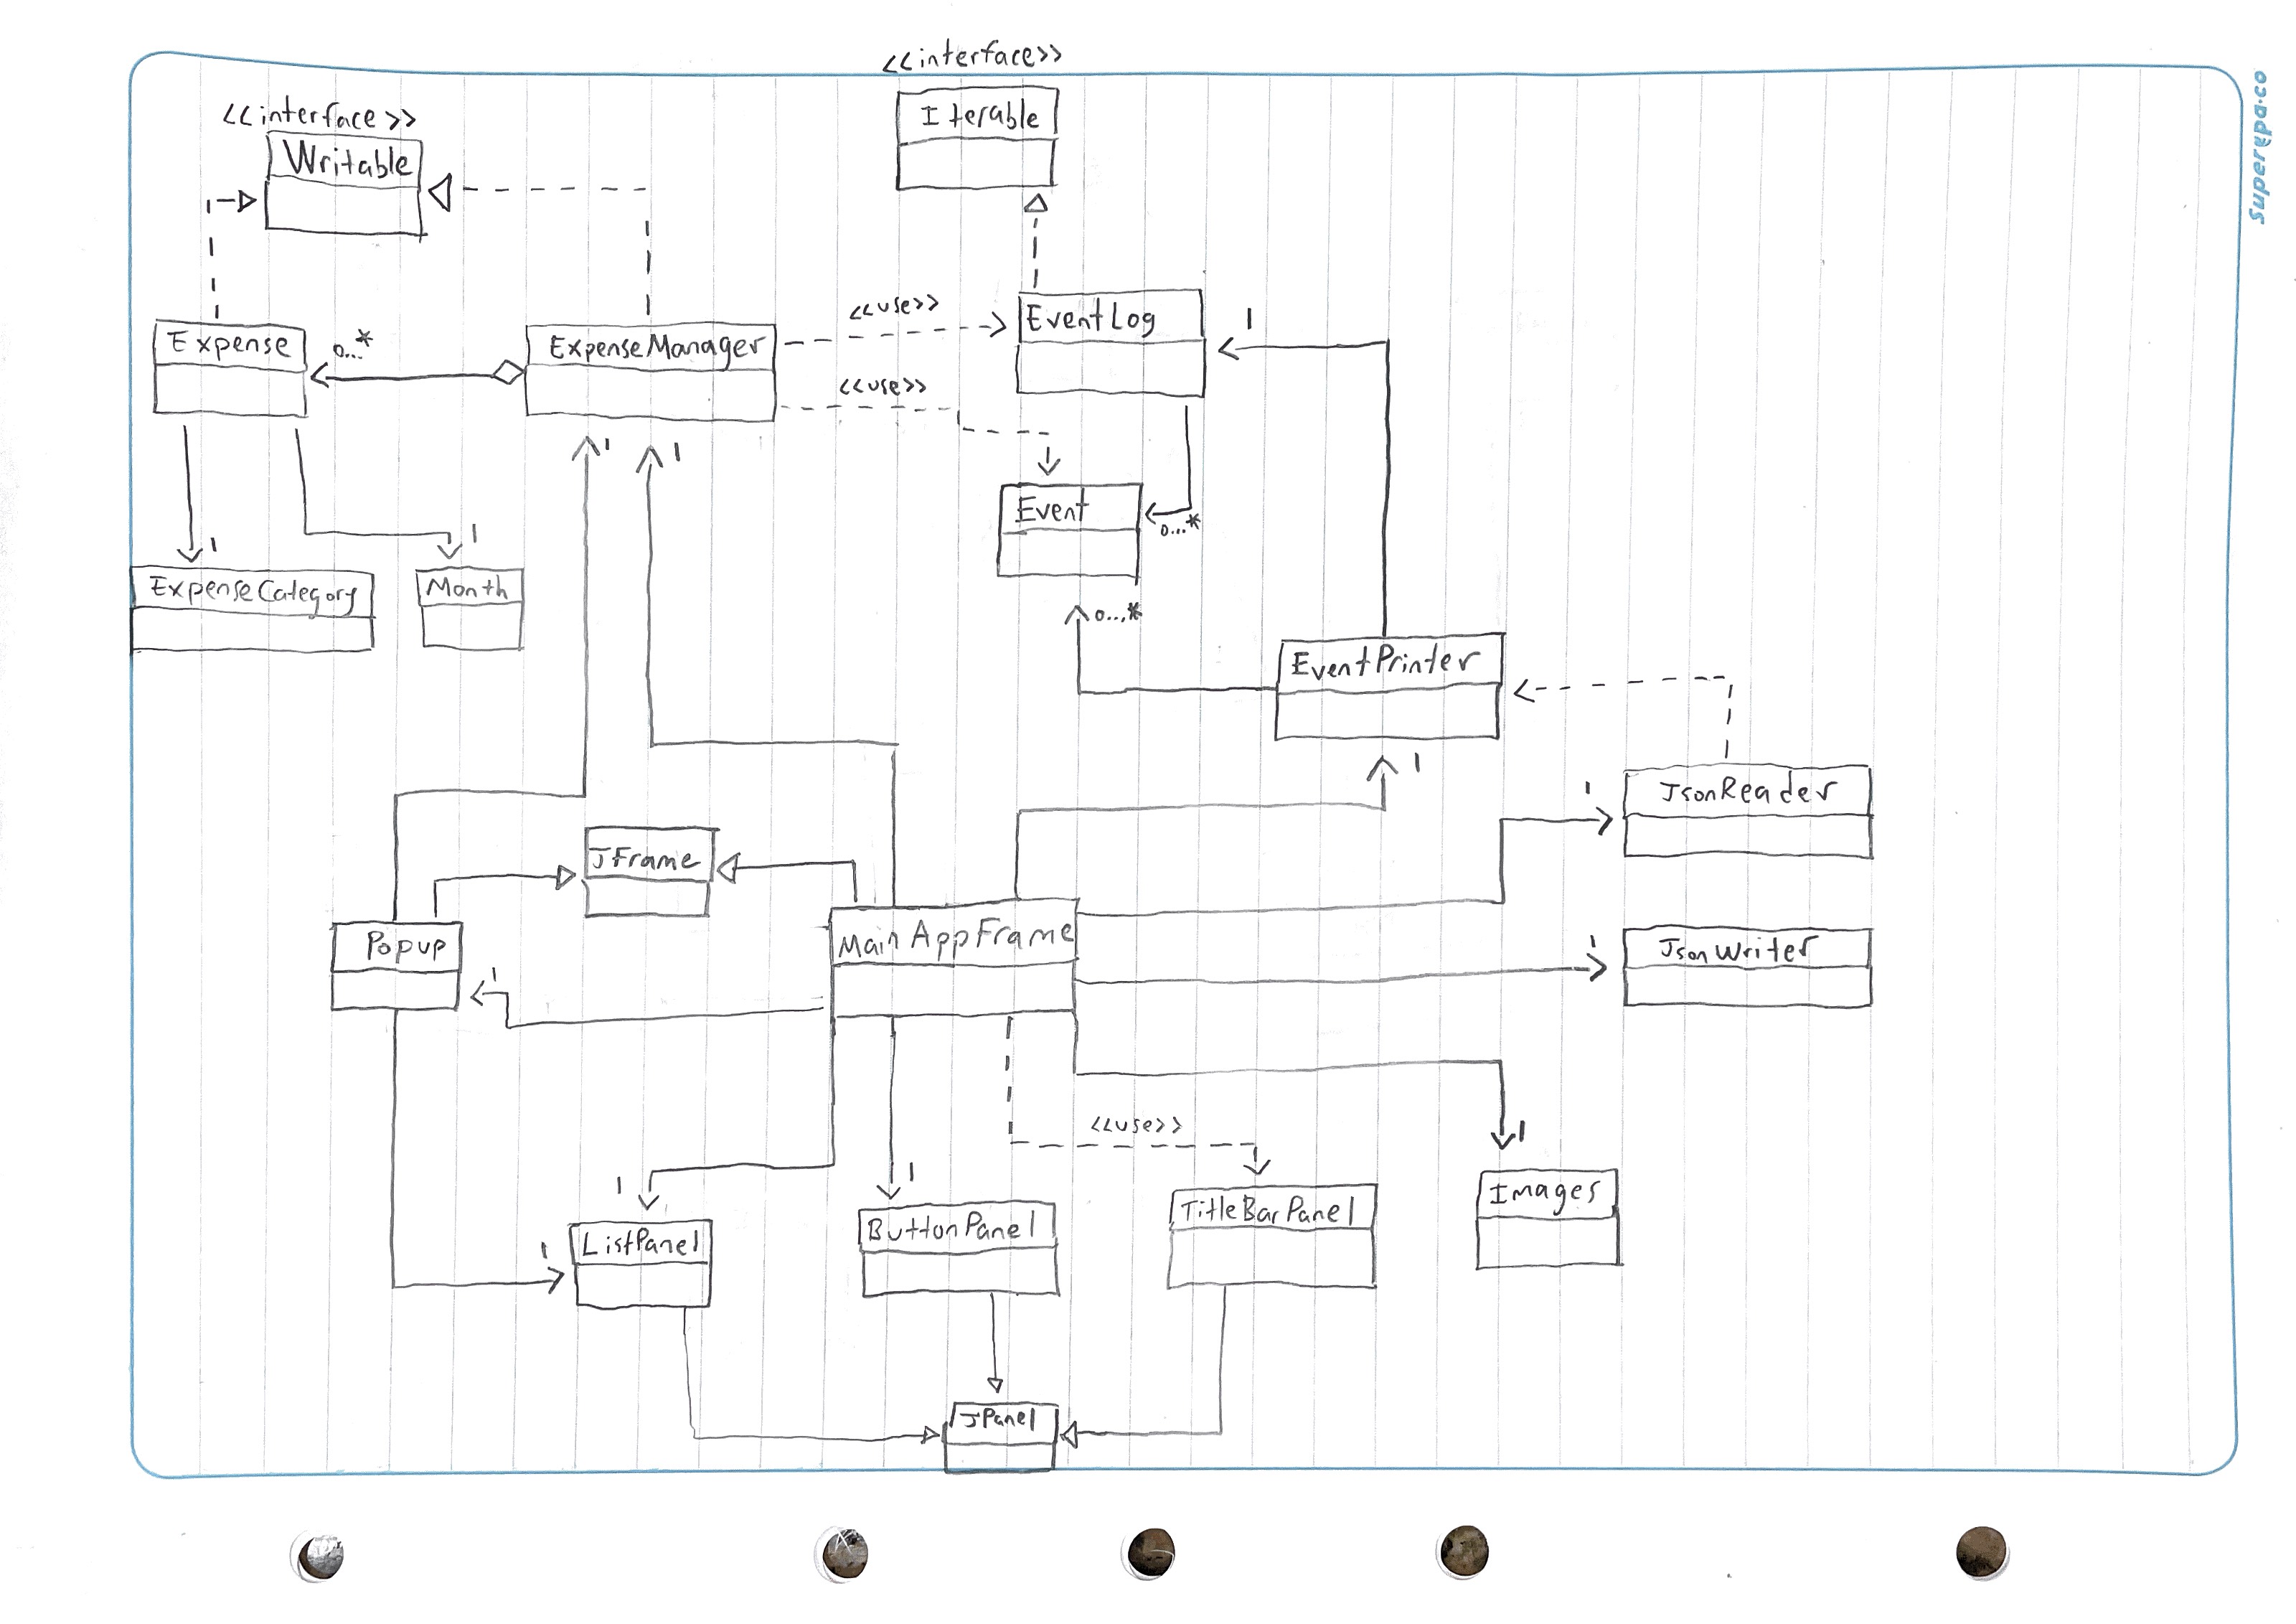 <<interface>>
Iterable
<<interface>>
Writable
superepa.co
<<use>>
EventLog
1
Expense
0...*
ExpenseManager
<<use>>
1
1
Event
0...*
1
1
ExpenseCategory
Month
0...*
EventPrinter
1
1
JsonReader
JFrame
Popup
1
MainAppFrame
1
JsonWriter
<<use>>
1
1
1
Images
1
ListPanel
ButtonPanel
TitleBarPanel
JPanel